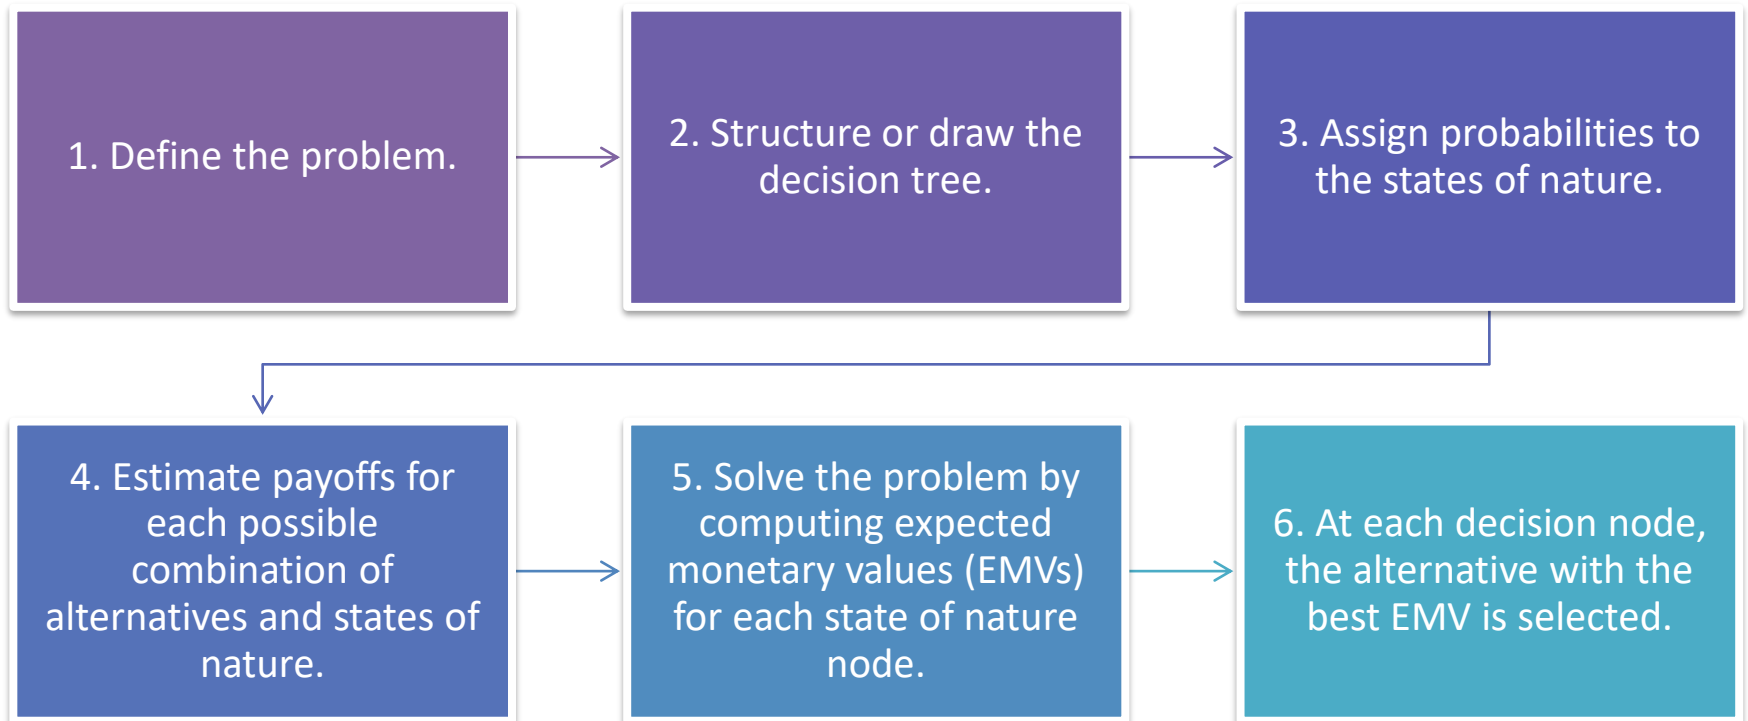 1. Define the problem.
2. Structure or draw the
decision tree.
3. Assign probabilities to
the states of nature.
4. Estimate payoffs for
each possible
combination of
alternatives and states of
nature.
5. Solve the problem by
computing expected
monetary values (EMVs)
for each state of nature
node.
6. At each decision node,
the alternative with the
best EMV is selected.